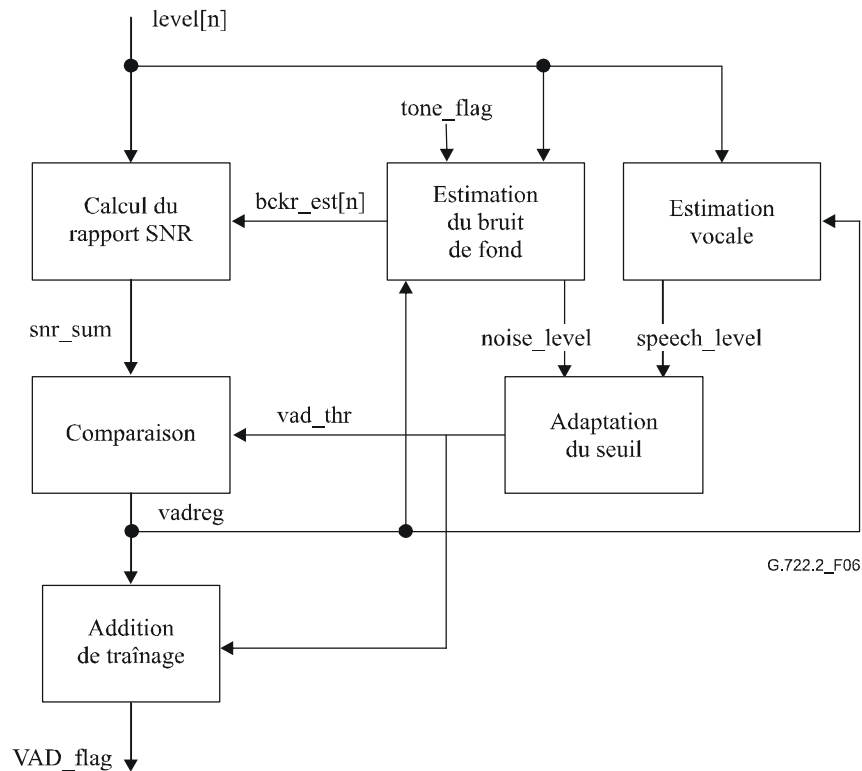 level[n]
tone_flag
Calcul du
rapport SNR
bckr_est[n]
Estimation
du bruit
de fond
Estimation
vocale
snr_sum
noise_level
speech_level
Comparaison
vad_thr
Adaptation
du seuil
vadreg
G.722.2_F06
Addition
de traînage
VAD_flag